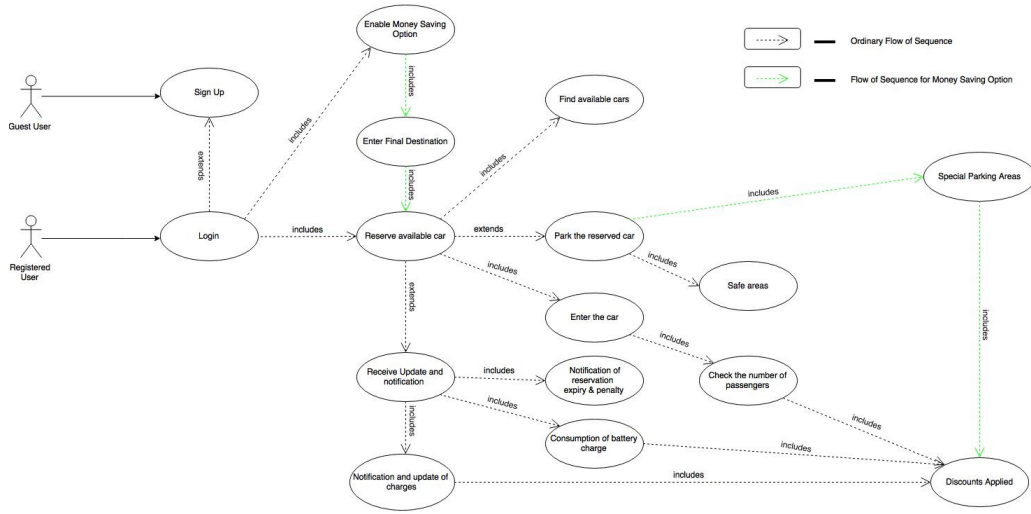 Enable Money Saving
Option
Ordinary Flow of Sequence
Flow of Sequence for Money Saving Option
includes
Sign Up
Find available cars
Guest User
includes
Enter Final Destination
includes
extends
includes
includes
Special Parking Areas
includes
Login
includes
Reserve available car
extends
Park the reserved car
Registered
User
includes
includes
Safe areas
extends
Enter the car
includes
includes
Receive Update and
notification
includes
Notification of
reservation
expiry & penalty
Check the number of
passengers
includes
includes
includes
Consumption of battery
charge
includes
Notification and update of
charges
includes
Discounts Applied